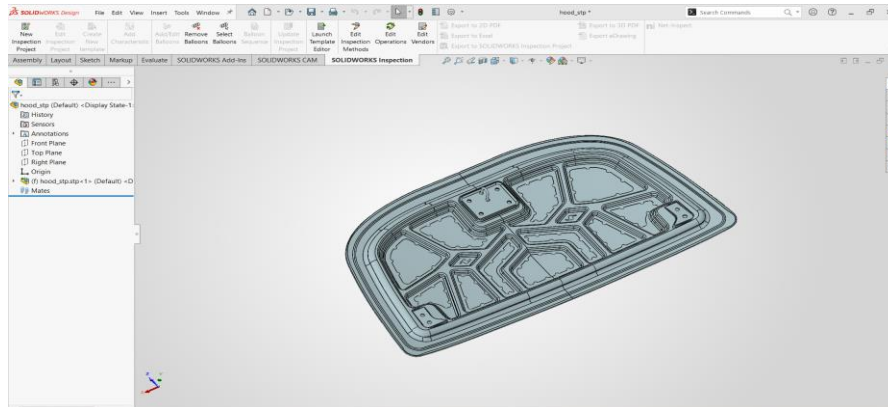 SOLIDWORKS Design File Edit View Insert Tools Window hood_stp * Search Commands
New Inspection Project
Edit Inspection Project
Create New Template
Add Characteristic
Add/Edit Balloons
Remove Balloons
Select Balloons
Balloon Sequence
Update Inspection Project
Launch Template Editor
Edit Inspection Methods
Edit Operations
Edit Vendors
Export to 2D PDF
Export to Excel
Export to SOLIDWORKS Inspection Project
Export to 3D PDF
Export eDrawing
Net-Inspect
Assembly Layout Sketch Markup Evaluate SOLIDWORKS Add-Ins SOLIDWORKS CAM SOLIDWORKS Inspection
hood_stp (Default) <Display State-1
History
Sensors
Annotations
Front Plane
Top Plane
Right Plane
Origin
(f) hood_stp.stp<1> (Default) <D
Mates